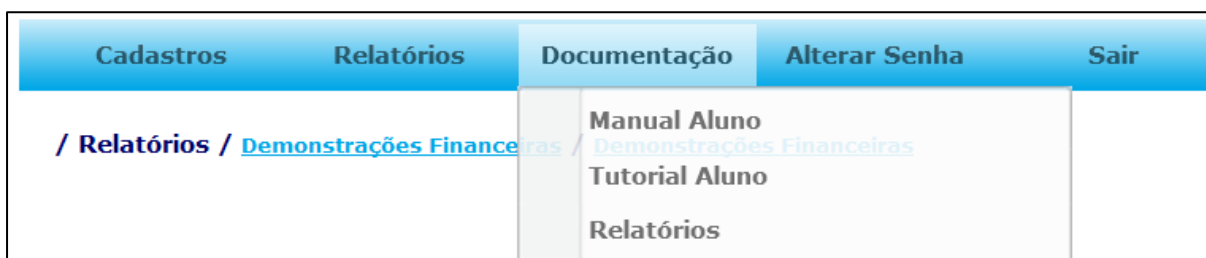 Cadastros Relatórios Documentação Alterar Senha Sair
Manual Aluno
/ Relatórios / Demonstrações Financeiras / Demonstrações Financeiras
Tutorial Aluno
Relatórios